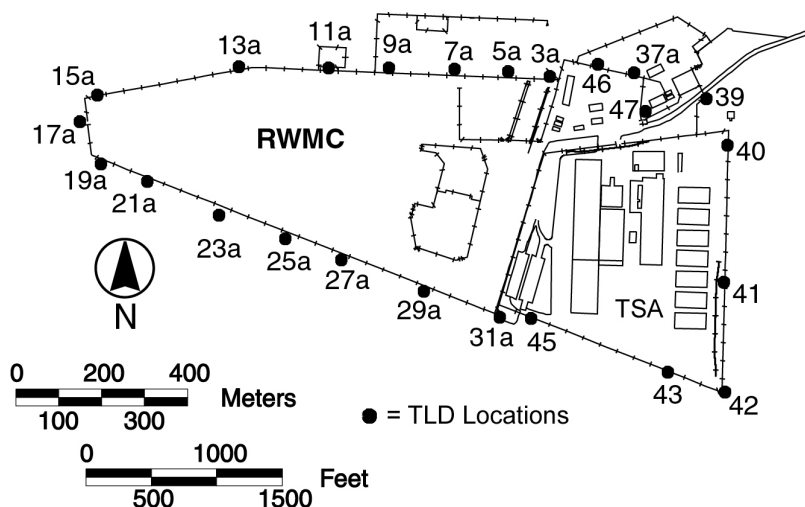 11a
13a
9a
7a
5a
3a
46
37a
15a
47
39
17a
RWMC
40
19a
21a
23a
25a
27a
41
29a
TSA
N
31a
45
0 200 400
Meters
100 300
43
42
= TLD Locations
0 1000
Feet
500 1500